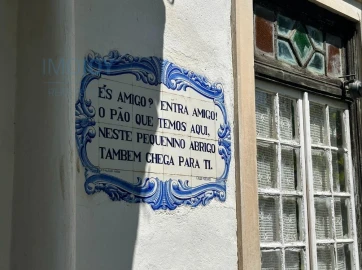 ÉS AMIGO? ENTRA AMIGO!
O PÃO QUE TEMOS AQUI,
NESTE PEQUENINO ABRIGO
TAMBEM CHEGA PARA TI.